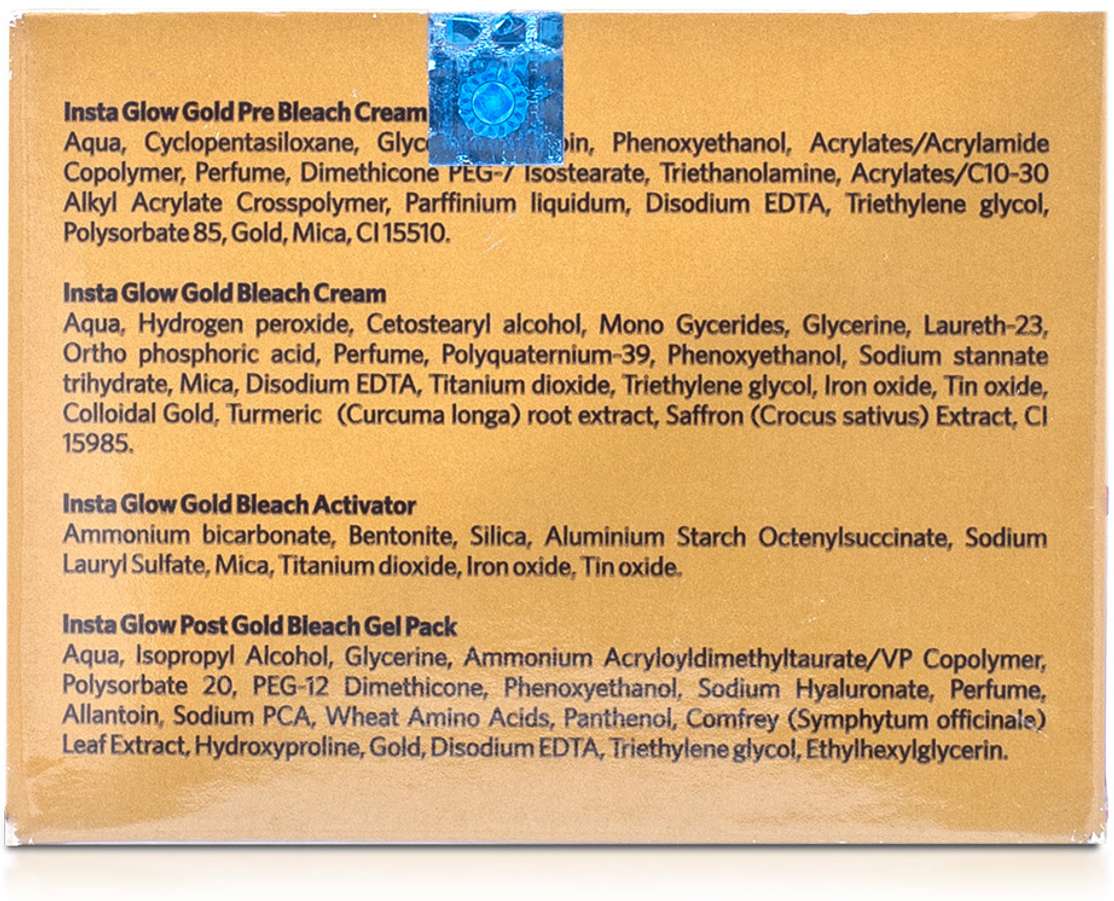 Insta Glow Gold Pre Bleach Cream
Aqua, Cyclopentasiloxane, Phenoxyethanol, Acrylates/Acrylamide
Copolymer, Perfume, Dimethicone PEG-7 Isostearate, Triethanolamine, Acrylates/C10-30
Alkyl Acrylate Crosspolymer, Parffinium liquidum, Disodium EDTA, Triethylene glycol,
Polysorbate 85, Gold, Mica, CI 15510.
Insta Glow Gold Bleach Cream
Aqua, Hydrogen peroxide, Cetostearyl alcohol, Mono Gycerides, Glycerine, Laureth-23,
Ortho phosphoric acid, Perfume, Polyquaternium-39, Phenoxyethanol, Sodium stannate
trihydrate, Mica, Disodium EDTA, Titanium dioxide, Triethylene glycol, Iron oxide, Tin oxide,
Colloidal Gold, Turmeric (Curcuma longa) root extract, Saffron (Crocus sativus) Extract, CI
15985.
Insta Glow Gold Bleach Activator
Ammonium bicarbonate, Bentonite, Silica, Aluminium Starch Octenylsuccinate, Sodium
Lauryl Sulfate, Mica, Titanium dioxide, Iron oxide, Tin oxide.
Insta Glow Post Gold Bleach Gel Pack
Aqua, Isopropyl Alcohol, Glycerine, Ammonium Acryloyldimethyltaurate/VP Copolymer,
Polysorbate 20, PEG-12 Dimethicone, Phenoxyethanol, Sodium Hyaluronate, Perfume,
Allantoin, Sodium PCA, Wheat Amino Acids, Panthenol, Comfrey (Symphytum officinale)
Leaf Extract, Hydroxyproline, Gold, Disodium EDTA, Triethylene glycol, Ethylhexylglycerin.